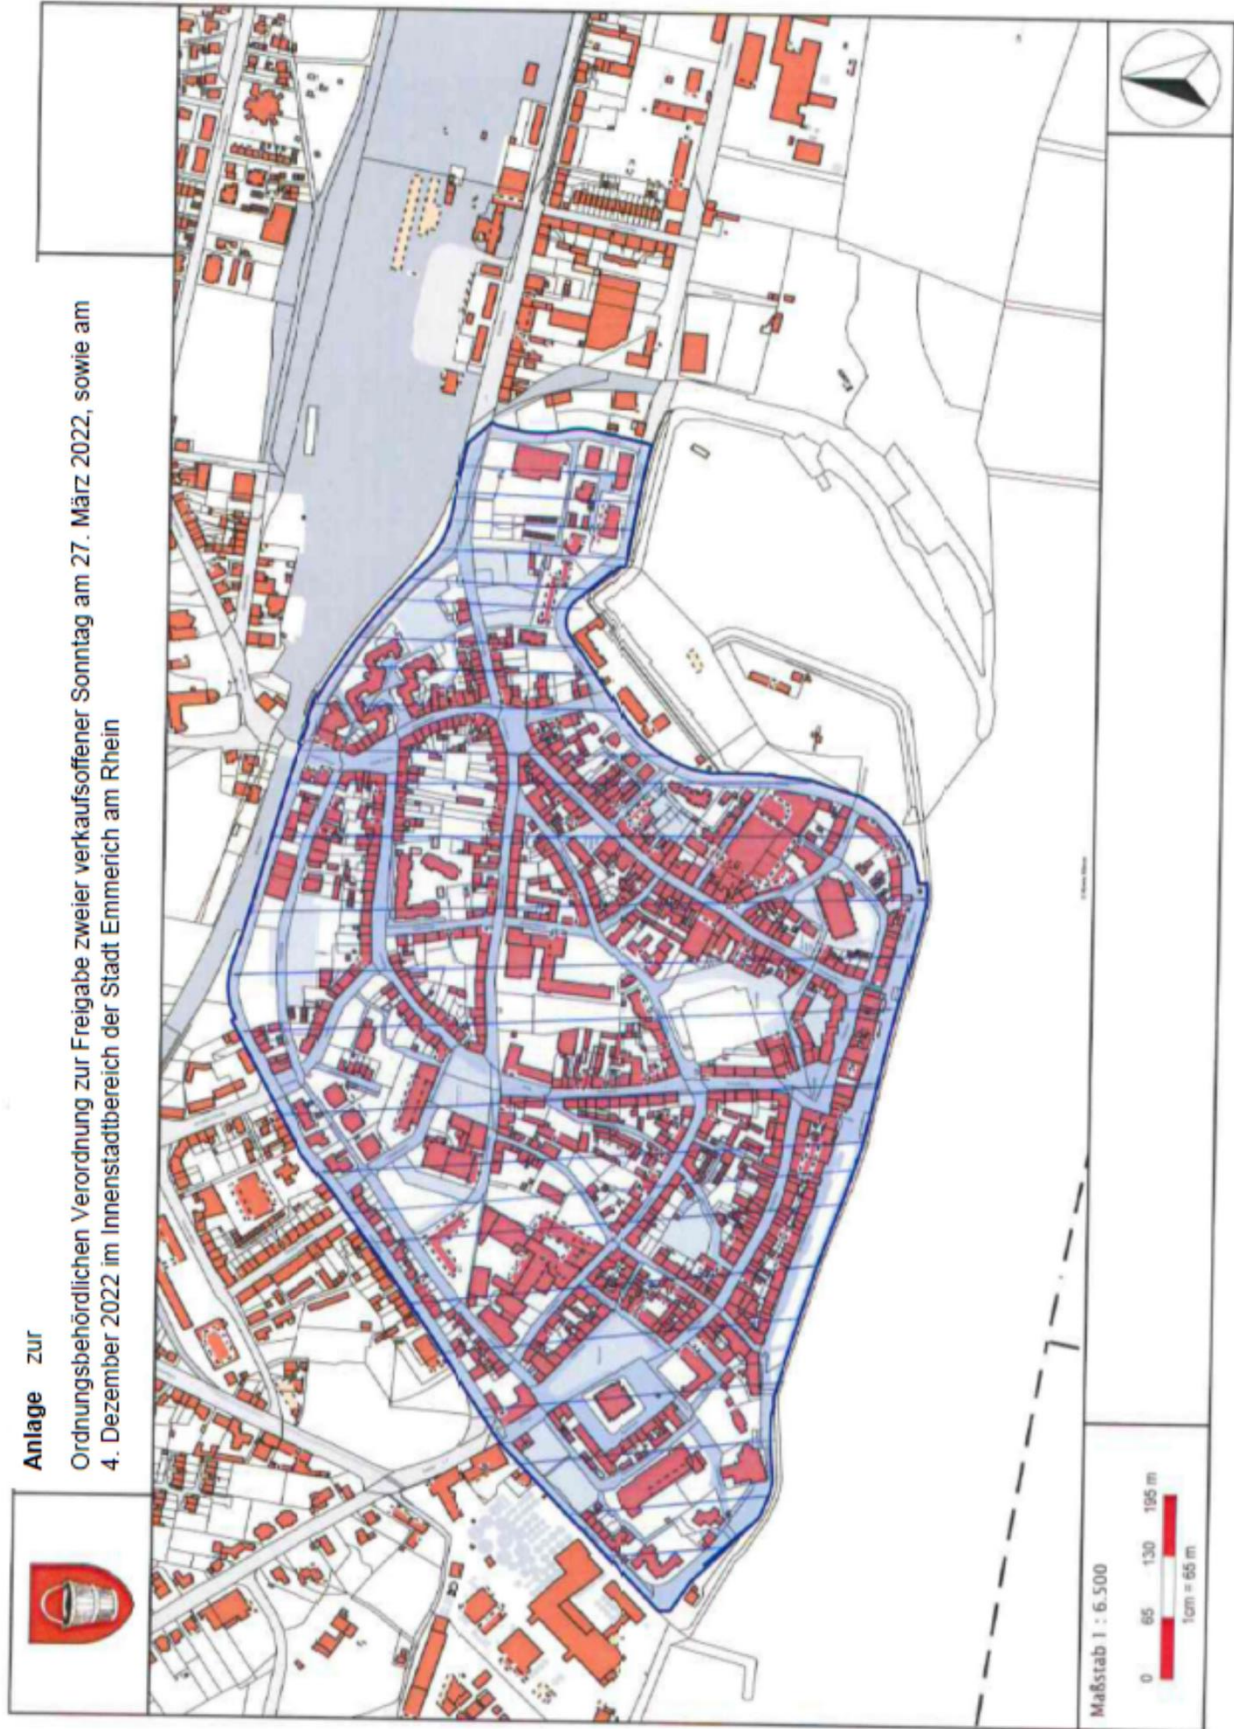 Anlage zur
Ordnungsbehördlichen Verordnung zur Freigabe zweier verkaufsoffener Sonntag am 27. März 2022, sowie am
4. Dezember 2022 im Innenstadtbereich der Stadt Emmerich am Rhein
Maßstab 1 : 6.500
0 65 130 195 m
1cm = 65 m